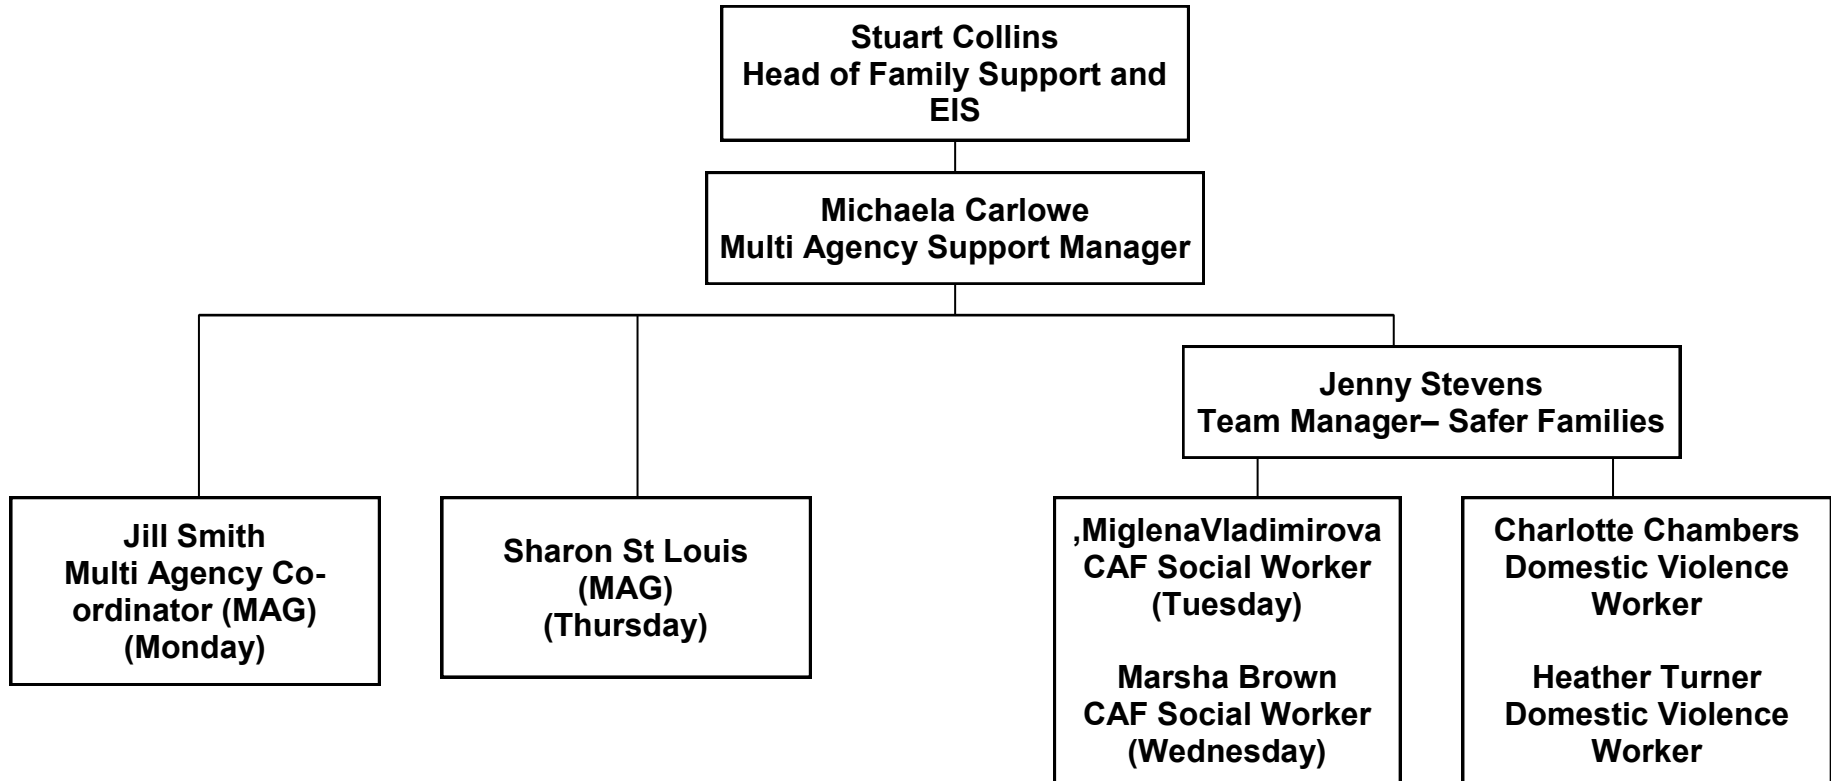 Stuart Collins
Head of Family Support and
EIS
Michaela Carlowe
Multi Agency Support Manager
Jenny Stevens
Team Manager– Safer Families
Jill Smith
Multi Agency Co-
ordinator (MAG)
(Monday)
Sharon St Louis
(MAG)
(Thursday)
,MiglenaVladimirova
CAF Social Worker
(Tuesday)
Marsha Brown
CAF Social Worker
(Wednesday)
Charlotte Chambers
Domestic Violence
Worker
Heather Turner
Domestic Violence
Worker